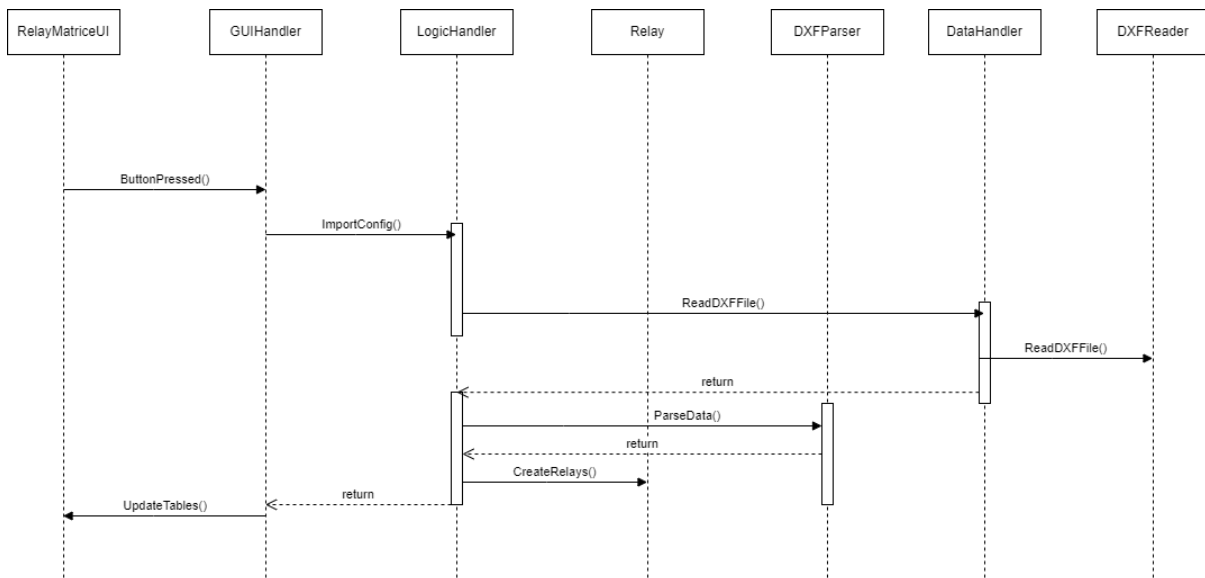 RelayMatriceUI
GUIHandler
LogicHandler
Relay
DXFParser
DataHandler
DXFReader
ButtonPressed()
ImportConfig()
ReadDXFFile()
ReadDXFFile()
return
ParseData()
return
CreateRelays()
return
UpdateTables()